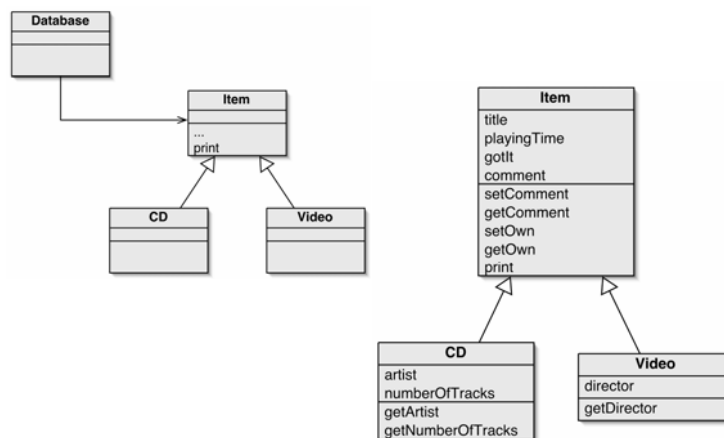 Database
Item
...
print
CD
Video
Item
title
playingTime
gotIt
comment
setComment
getComment
setOwn
getOwn
print
CD
artist
numberOfTracks
getArtist
getNumberOfTracks
Video
director
getDirector